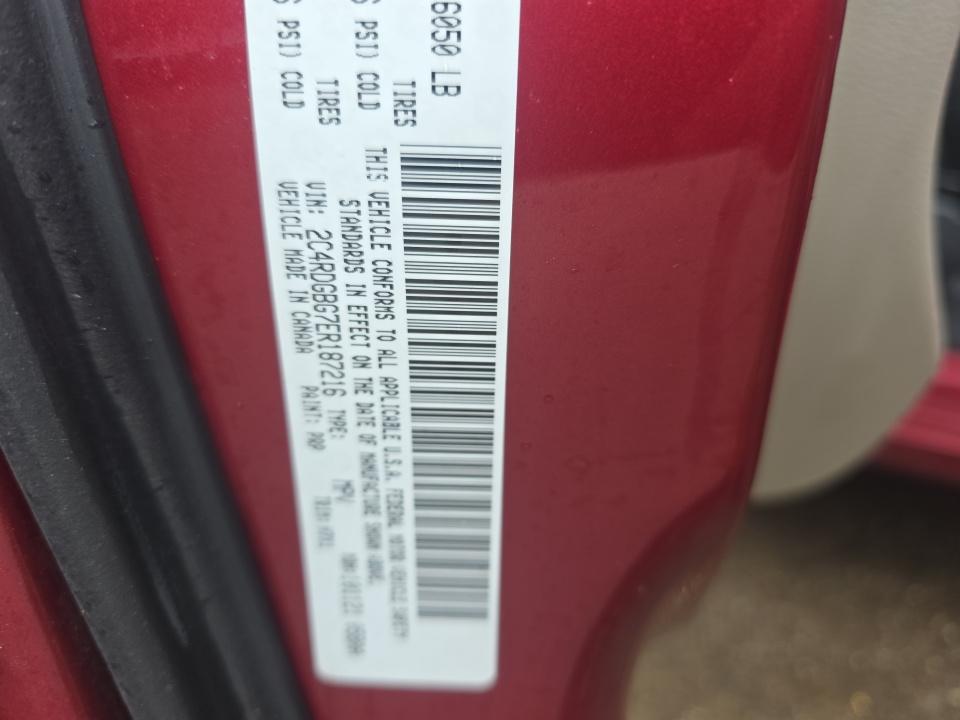 6050 LB
TIRES
PSI) COLD
TIRES
PSI) COLD
THIS VEHICLE CONFORMS TO ALL APPLICABLE U.S.A. FEDERAL MOTOR VEHICLE SAFETY
STANDARDS IN EFFECT ON THE DATE OF MANUFACTURE SHOWN ABOVE.
VIN: 2C4RDGBG7ER187216 TYPE: MPV
VEHICLE MADE IN CANADA PAINT: PRP TRIM: